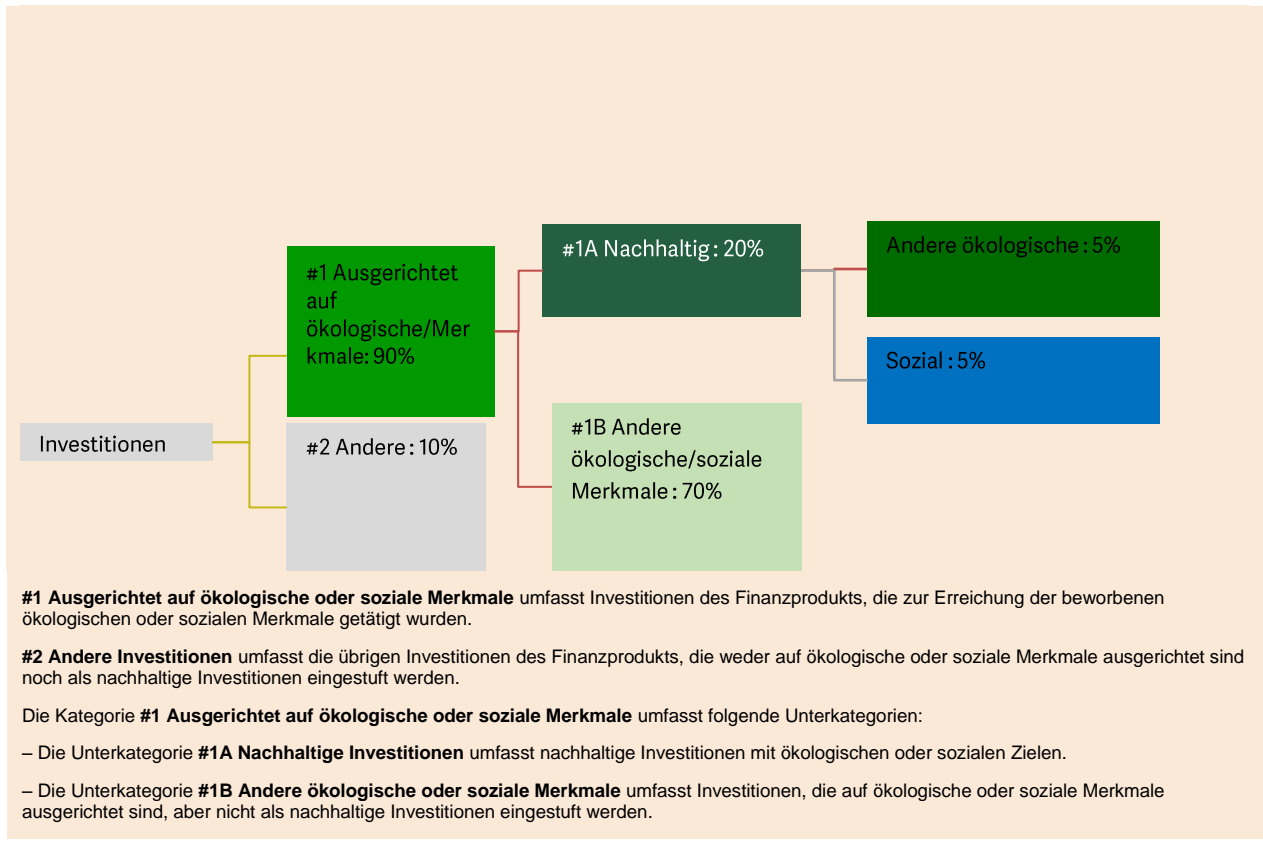 #1A Nachhaltig: 20%
Andere ökologische: 5%
#1 Ausgerichtet
auf
ökologische/Mer
kmale: 90%
Sozial: 5%
#1B Andere
ökologische/soziale
Merkmale: 70%
Investitionen
#2 Andere: 10%
#1 Ausgerichtet auf ökologische oder soziale Merkmale umfasst Investitionen des Finanzprodukts, die zur Erreichung der beworbenen
ökologischen oder sozialen Merkmale getätigt wurden.
#2 Andere Investitionen umfasst die übrigen Investitionen des Finanzprodukts, die weder auf ökologische oder soziale Merkmale ausgerichtet sind
noch als nachhaltige Investitionen eingestuft werden.
Die Kategorie #1 Ausgerichtet auf ökologische oder soziale Merkmale umfasst folgende Unterkategorien:
– Die Unterkategorie #1A Nachhaltige Investitionen umfasst nachhaltige Investitionen mit ökologischen oder sozialen Zielen.
– Die Unterkategorie #1B Andere ökologische oder soziale Merkmale umfasst Investitionen, die auf ökologische oder soziale Merkmale
ausgerichtet sind, aber nicht als nachhaltige Investitionen eingestuft werden.